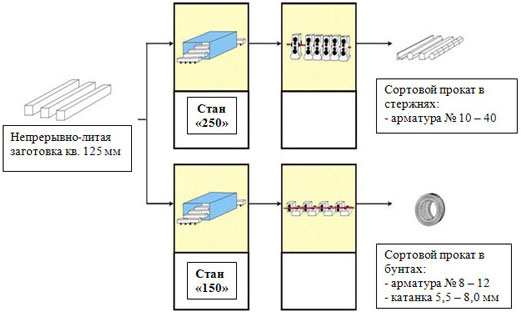 Непрерывно-литая
заготовка кв. 125 мм
Стан
«250»
Сортовой прокат в
стержнях:
- арматура № 10 – 40
Стан
«150»
Сортовой прокат в
бунтах:
- арматура № 8 – 12
- катанка 5,5 – 8,0 мм